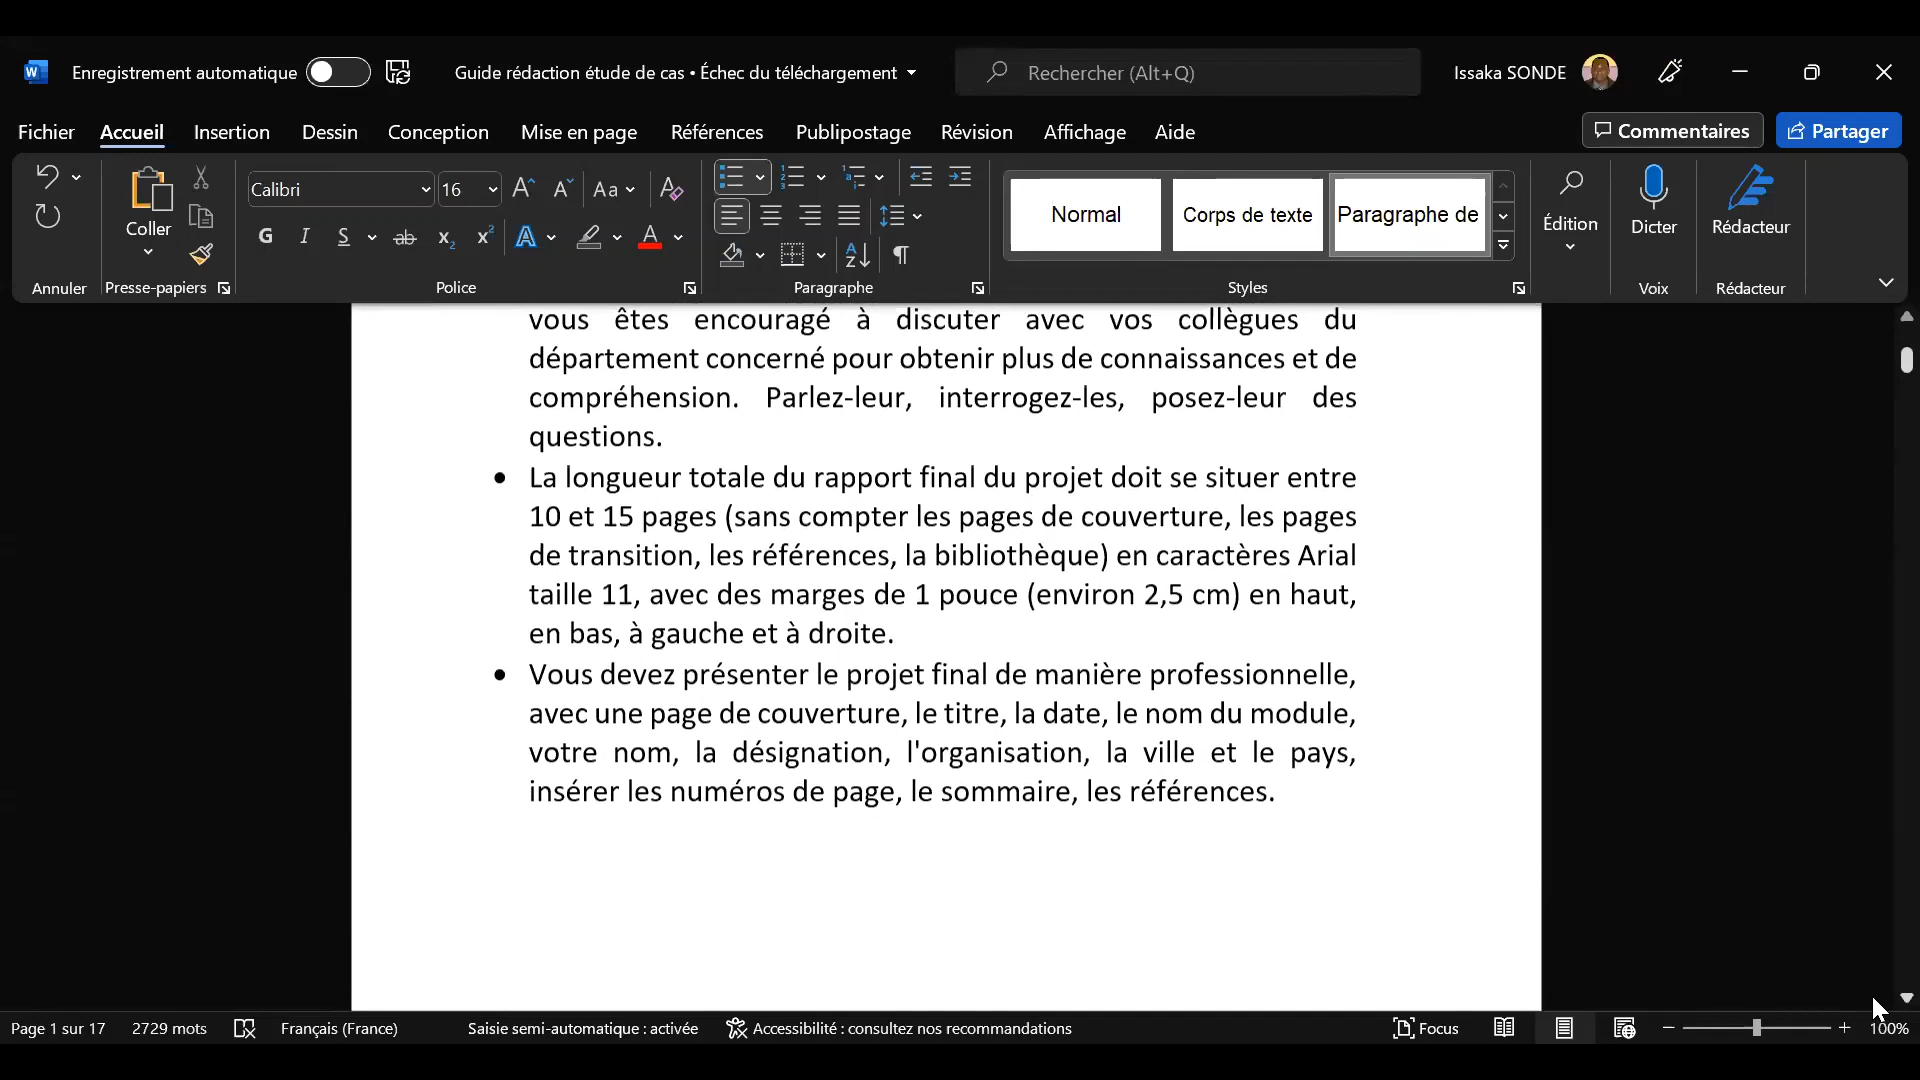 Enregistrement automatique
Guide rédaction étude de cas • Échec du téléchargement
Rechercher (Alt+Q)
Issaka SONDE
Fichier Accueil Insertion Dessin Conception Mise en page Références Publipostage Révision Affichage Aide
Commentaires Partager
Coller
Calibri 16
Aa
G I S ab x₂ x² A A
Normal
Corps de texte
Paragraphe de
Édition
Dicter
Rédacteur
Annuler Presse-papiers Police Paragraphe Styles Voix Rédacteur
vous êtes encouragé à discuter avec vos collègues du
département concerné pour obtenir plus de connaissances et de
compréhension. Parlez-leur, interrogez-les, posez-leur des
questions.
• La longueur totale du rapport final du projet doit se situer entre
10 et 15 pages (sans compter les pages de couverture, les pages
de transition, les références, la bibliothèque) en caractères Arial
taille 11, avec des marges de 1 pouce (environ 2,5 cm) en haut,
en bas, à gauche et à droite.
• Vous devez présenter le projet final de manière professionnelle,
avec une page de couverture, le titre, la date, le nom du module,
votre nom, la désignation, l'organisation, la ville et le pays,
insérer les numéros de page, le sommaire, les références.
Page 1 sur 17 2729 mots Français (France) Saisie semi-automatique : activée Accessibilité : consultez nos recommandations Focus 100%